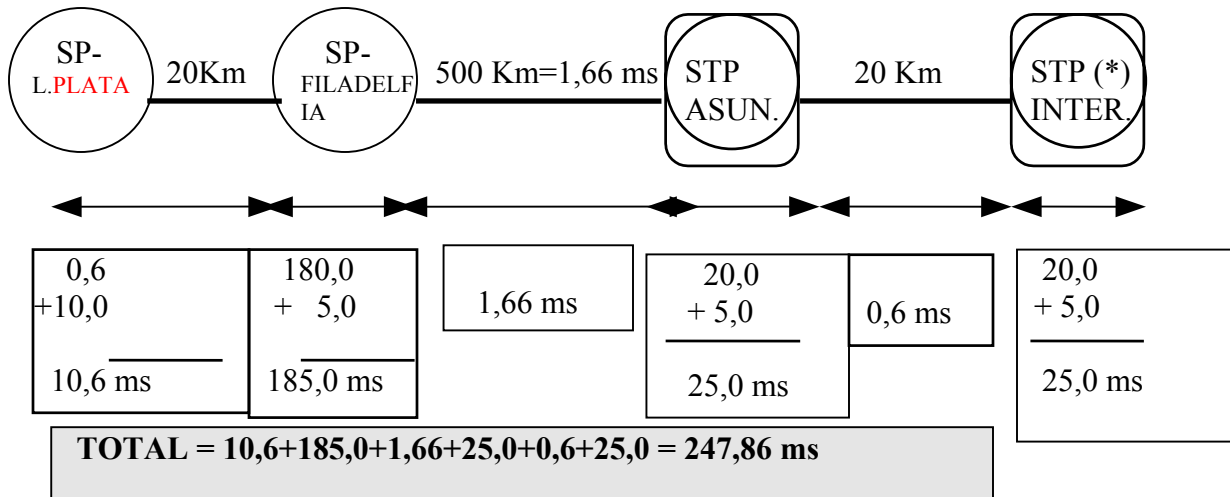 SP-
L.PLATA
20Km
SP-
FILADELF
IA
500 Km=1,66 ms
STP
ASUN.
20 Km
STP (*)
INTER.
0,6
+10,0
10,6 ms
180,0
+ 5,0
185,0 ms
1,66 ms
20,0
+ 5,0
25,0 ms
0,6 ms
20,0
+ 5,0
25,0 ms
TOTAL = 10,6+185,0+1,66+25,0+0,6+25,0 = 247,86 ms